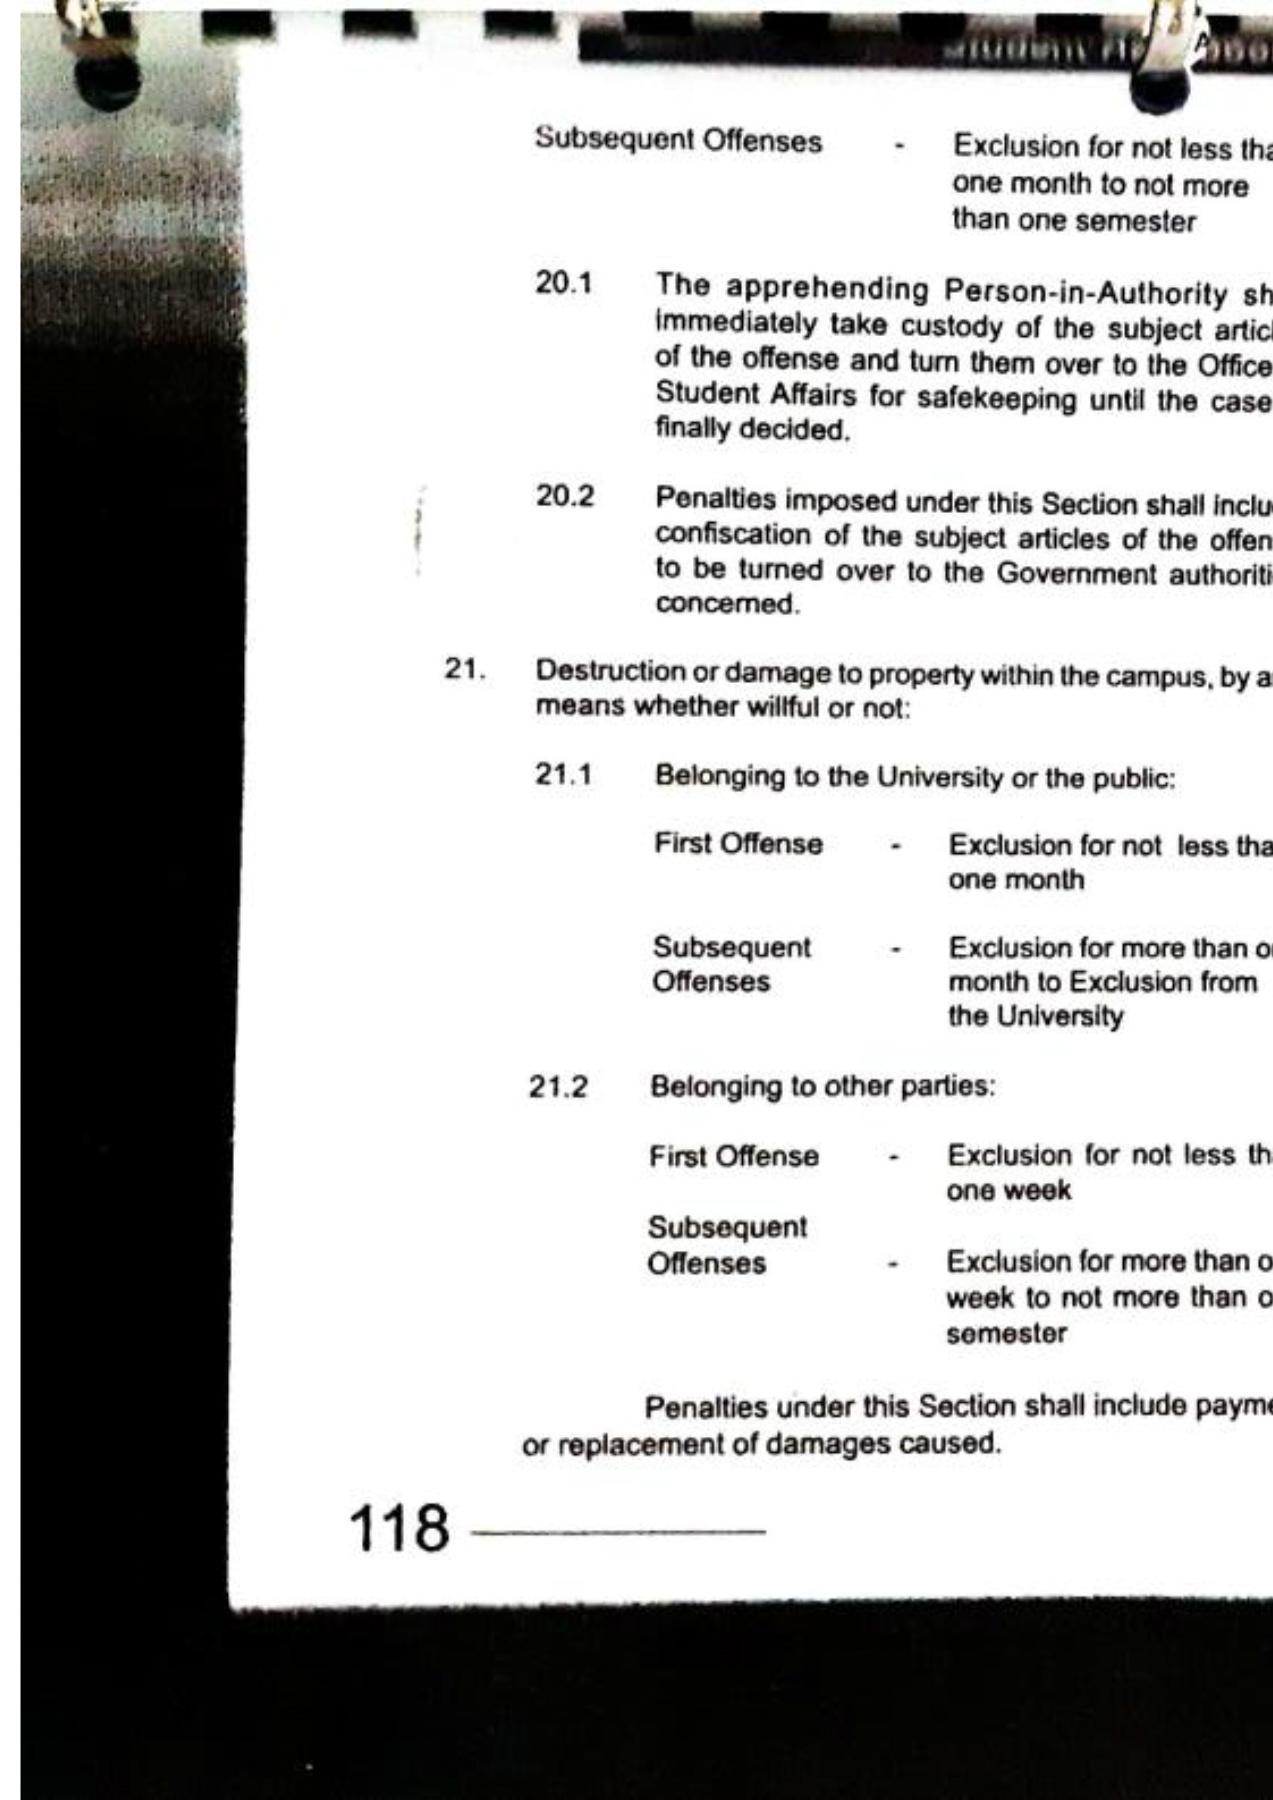 Subsequent Offenses - Exclusion for not less tha
one month to not more
than one semester
20.1 The apprehending Person-in-Authority sh
immediately take custody of the subject articl
of the offense and turn them over to the Office
Student Affairs for safekeeping until the case
finally decided.
20.2 Penalties imposed under this Section shall inclu
confiscation of the subject articles of the offen
to be turned over to the Government authoriti
concerned.
21. Destruction or damage to property within the campus, by a
means whether willful or not:
21.1 Belonging to the University or the public:
First Offense - Exclusion for not less tha
one month
Subsequent - Exclusion for more than o
Offenses month to Exclusion from
the University
21.2 Belonging to other parties:
First Offense - Exclusion for not less th
one week
Subsequent
Offenses - Exclusion for more than o
week to not more than o
semester
Penalties under this Section shall include payme
or replacement of damages caused.
118